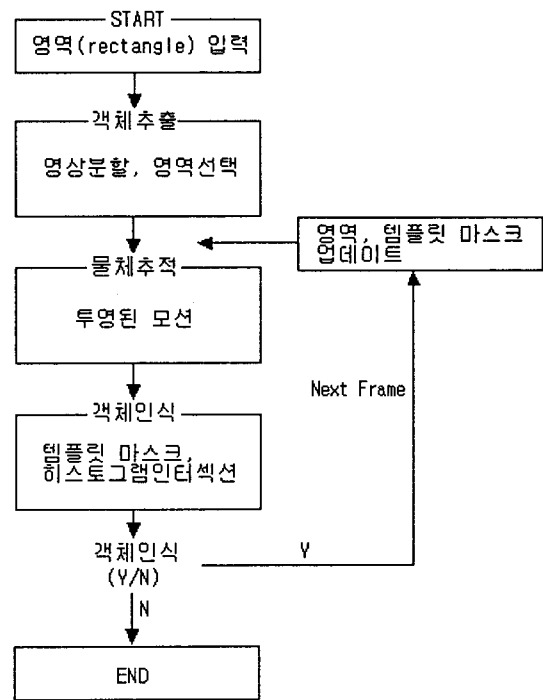 START
영역(rectangle) 입력
객체추출
영상분할, 영역선택
영역, 템플릿 마스크
업데이트
물체추적
투영된 모션
Next Frame
객체인식
템플릿 마스크,
히스토그램인터섹션
객체인식
(Y/N)
Y
N
END